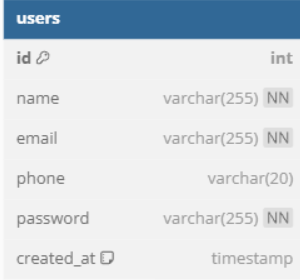 users
id int
name varchar(255) NN
email varchar(255) NN
phone varchar(20)
password varchar(255) NN
created_at timestamp